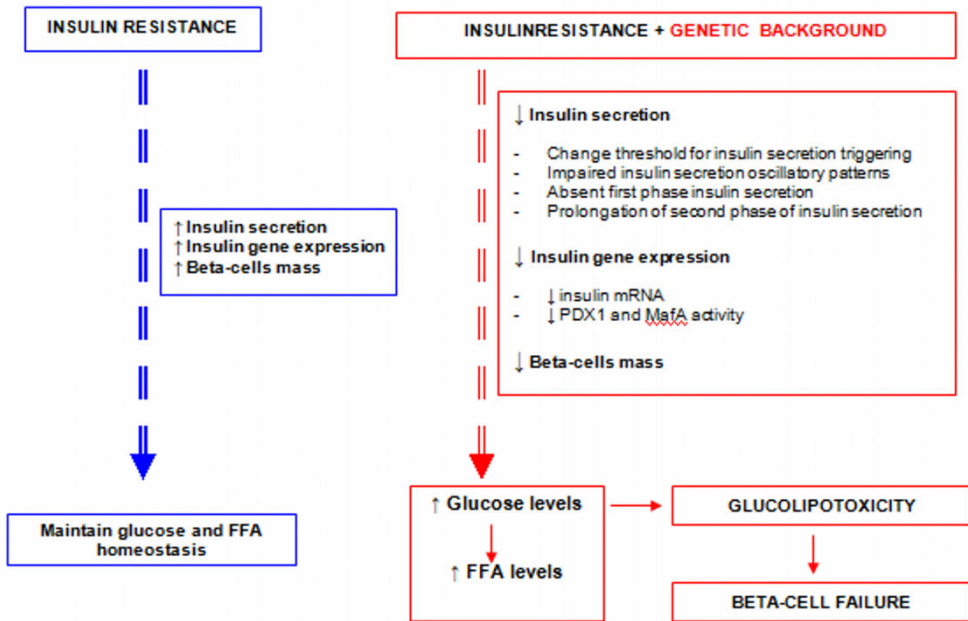 INSULIN RESISTANCE
↑ Insulin secretion
↑ Insulin gene expression
↑ Beta-cells mass
Maintain glucose and FFA
homeostasis
INSULINRESISTANCE + GENETIC BACKGROUND
↓ Insulin secretion
- Change threshold for insulin secretion triggering
- Impaired insulin secretion oscillatory patterns
- Absent first phase insulin secretion
- Prolongation of second phase of insulin secretion
↓ Insulin gene expression
- ↓ insulin mRNA
- ↓ PDX1 and MafA activity
↓ Beta-cells mass
↑ Glucose levels
↑ FFA levels
GLUCOLIPOTOXICITY
BETA-CELL FAILURE